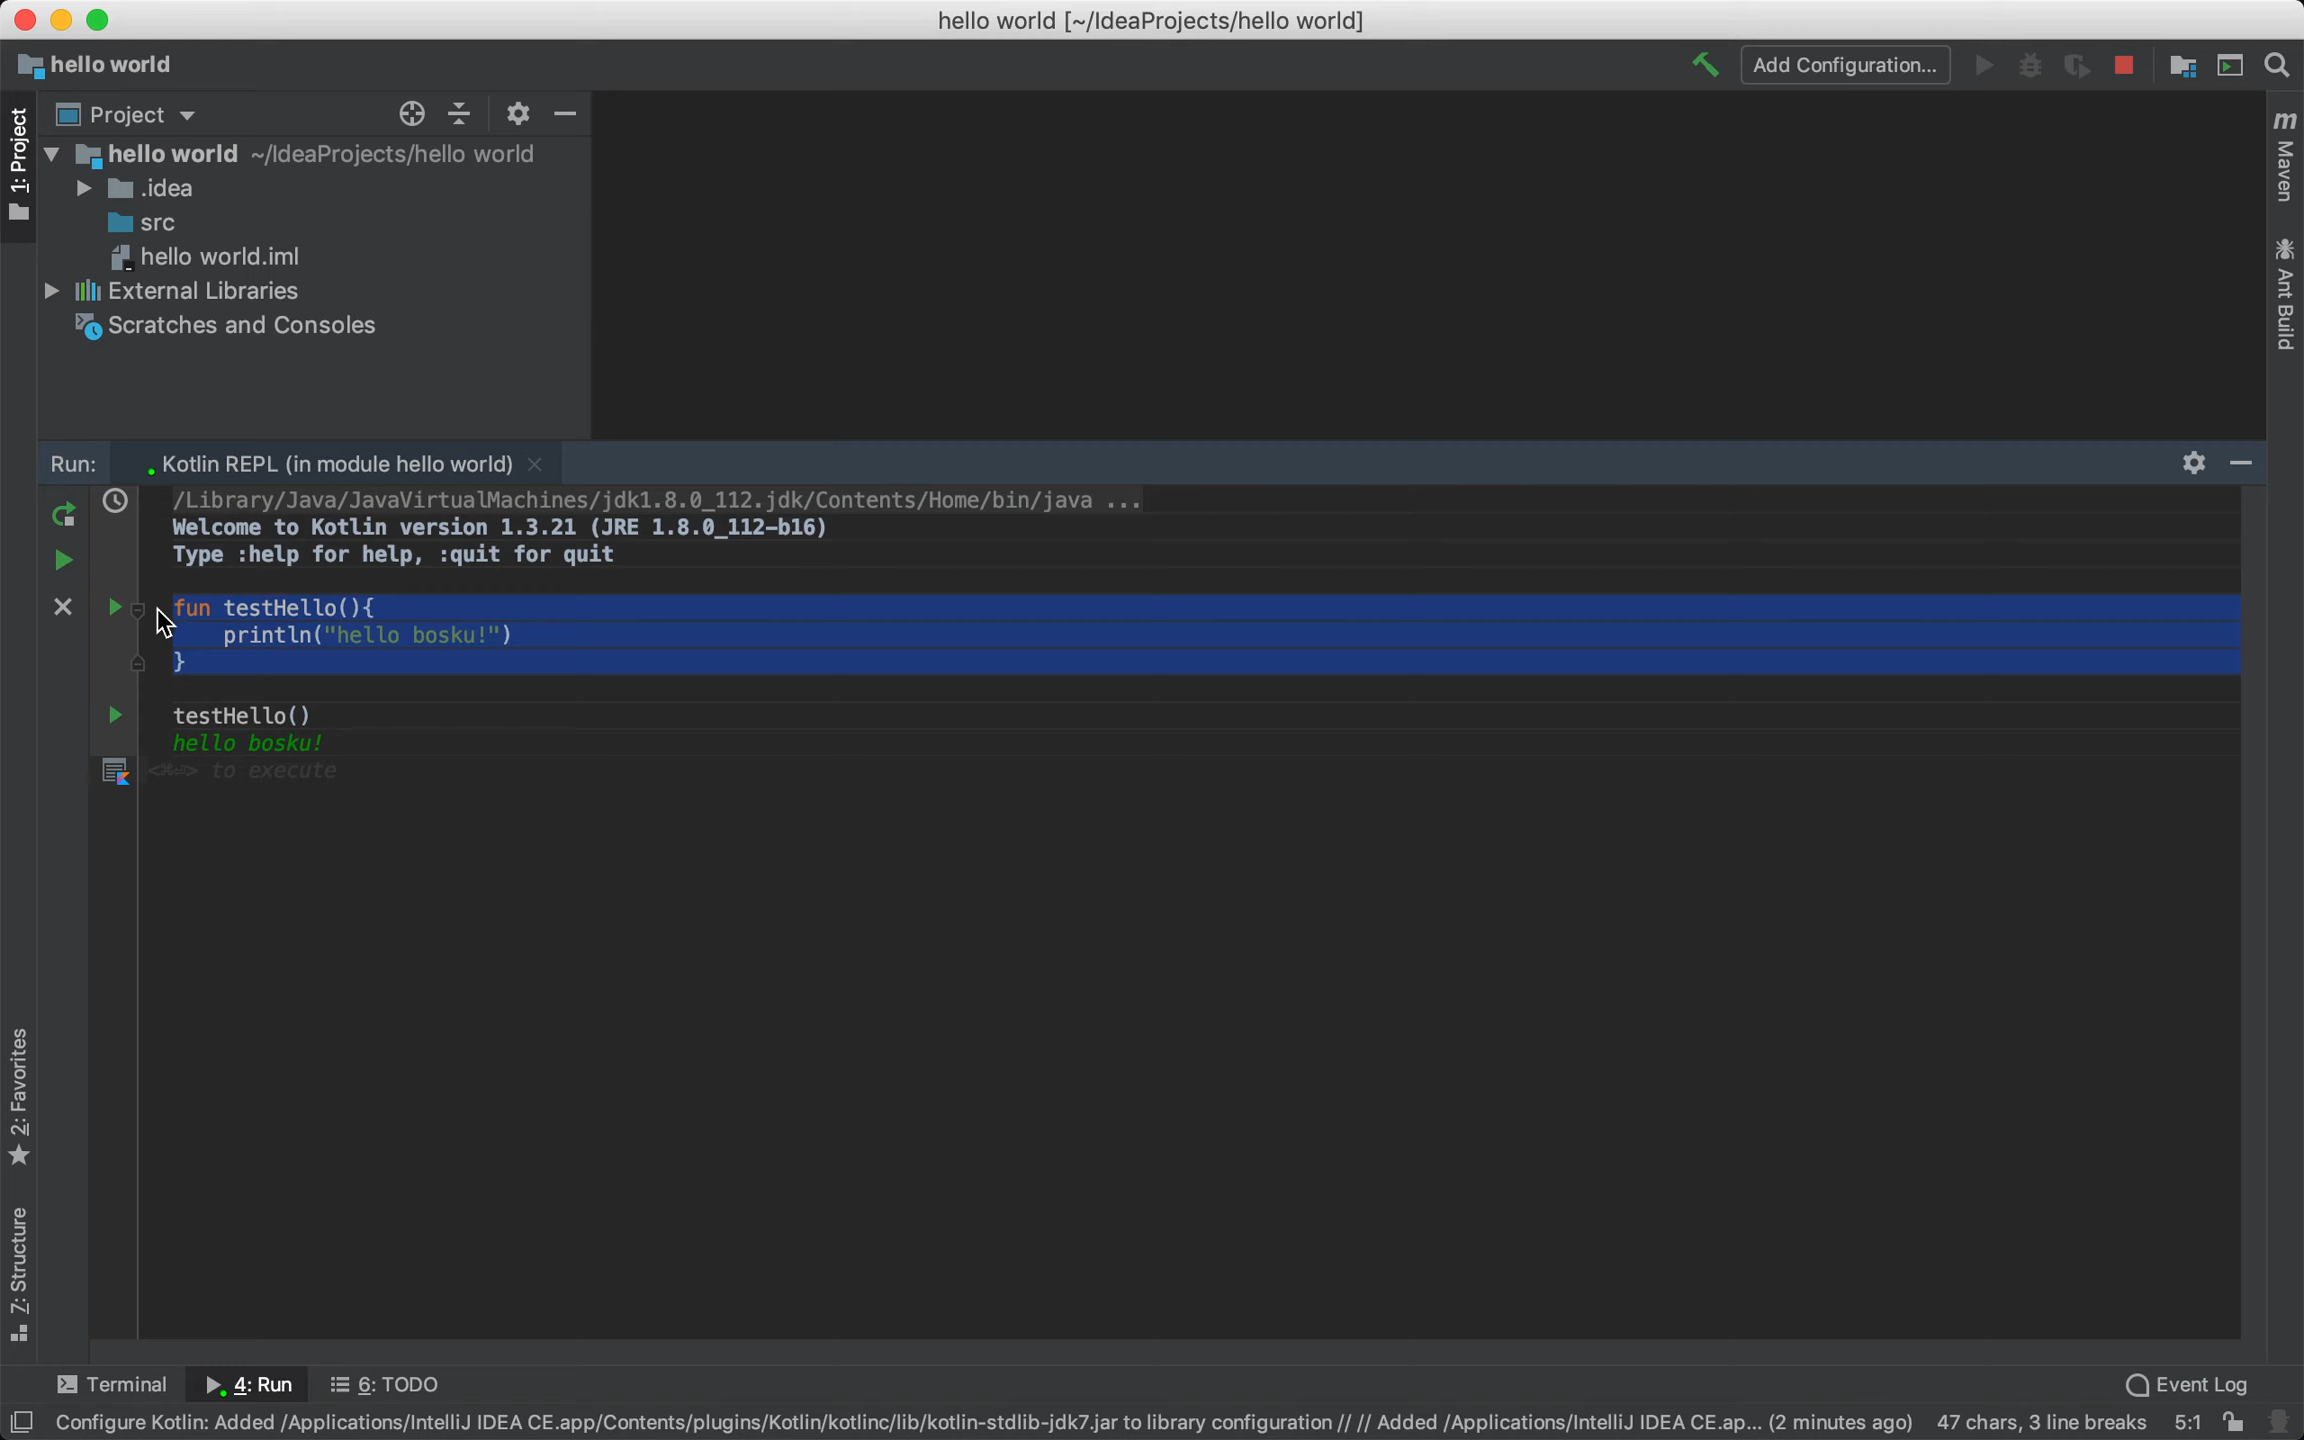 hello world [~/IdeaProjects/hello world]
hello world
Add Configuration...
1: Project
Project
hello world ~/IdeaProjects/hello world
.idea
src
hello world.iml
External Libraries
Scratches and Consoles
m
Maven
Ant Build
Run: Kotlin REPL (in module hello world)
/Library/Java/JavaVirtualMachines/jdk1.8.0_112.jdk/Contents/Home/bin/java ...
Welcome to Kotlin version 1.3.21 (JRE 1.8.0_112-b16)
Type :help for help, :quit for quit
fun testHello(){
    println("hello bosku!")
}
testHello()
hello bosku!
<⌘⏎> to execute
2: Favorites
7: Structure
Terminal 4: Run 6: TODO Event Log
Configure Kotlin: Added /Applications/IntelliJ IDEA CE.app/Contents/plugins/Kotlin/kotlinc/lib/kotlin-stdlib-jdk7.jar to library configuration // // Added /Applications/IntelliJ IDEA CE.ap... (2 minutes ago) 47 chars, 3 line breaks 5:1